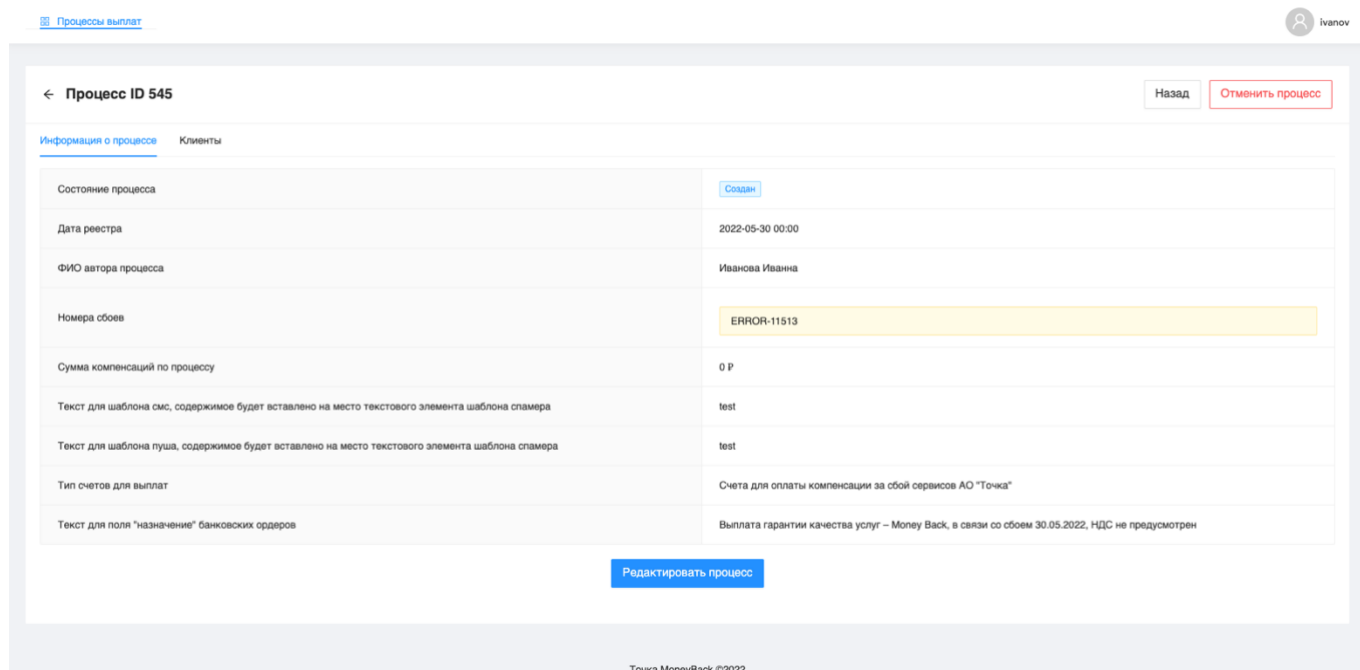 Процессы выплат
ivanov
Процесс ID 545
Назад
Отменить процесс
Информация о процессе
Клиенты
Состояние процесса
Создан
Дата реестра
2022-05-30 00:00
ФИО автора процесса
Иванова Иванна
Номера сбоев
ERROR-11513
Сумма компенсаций по процессу
0 ₽
Текст для шаблона смс, содержимое будет вставлено на место текстового элемента шаблона спамера
test
Текст для шаблона пуша, содержимое будет вставлено на место текстового элемента шаблона спамера
test
Тип счетов для выплат
Счета для оплаты компенсации за сбой сервисов АО "Точка"
Текст для поля "назначение" банковских ордеров
Выплата гарантии качества услуг – Money Back, в связи со сбоем 30.05.2022, НДС не предусмотрен
Редактировать процесс
Точка MoneyBack ©2022